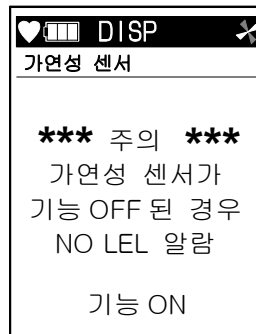 DISP
가연성 센서
*** 주의 ***
가연성 센서가
기능 OFF 된 경우
NO LEL 알람
기능 ON